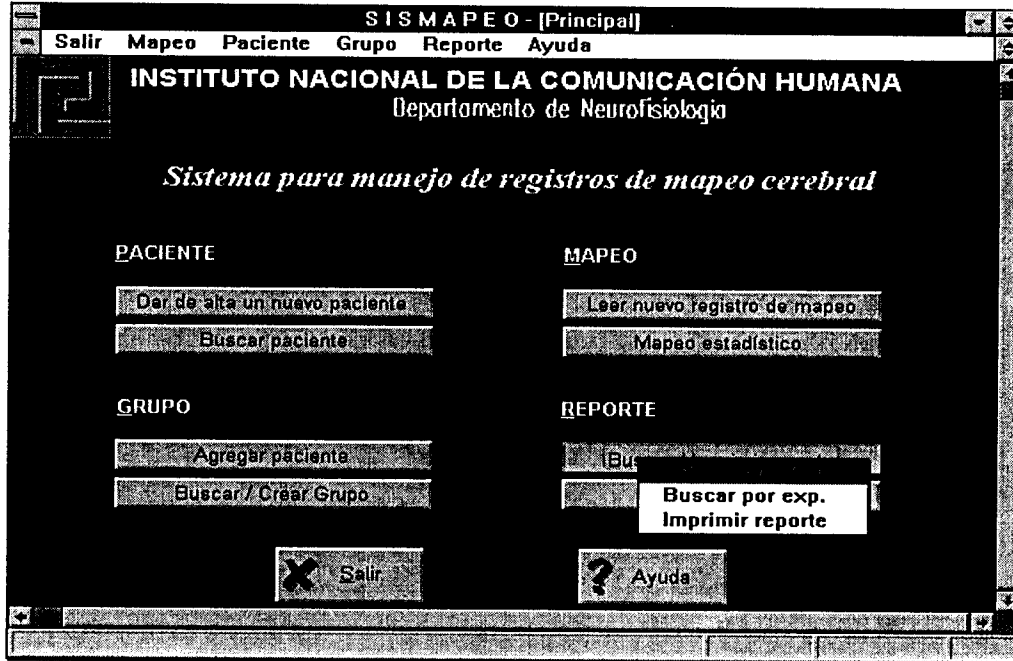 S I S M A P E O - [Principal]
Salir Mapeo Paciente Grupo Reporte Ayuda
INSTITUTO NACIONAL DE LA COMUNICACIÓN HUMANA
Departamento de Neurofisiología
Sistema para manejo de registros de mapeo cerebral
PACIENTE
Dar de alta un nuevo paciente
Buscar paciente
MAPEO
Leer nuevo registro de mapeo
Mapeo estadístico
GRUPO
Agregar paciente
Buscar / Crear Grupo
REPORTE
Buscar por exp.
Imprimir reporte
Salir
? Ayuda